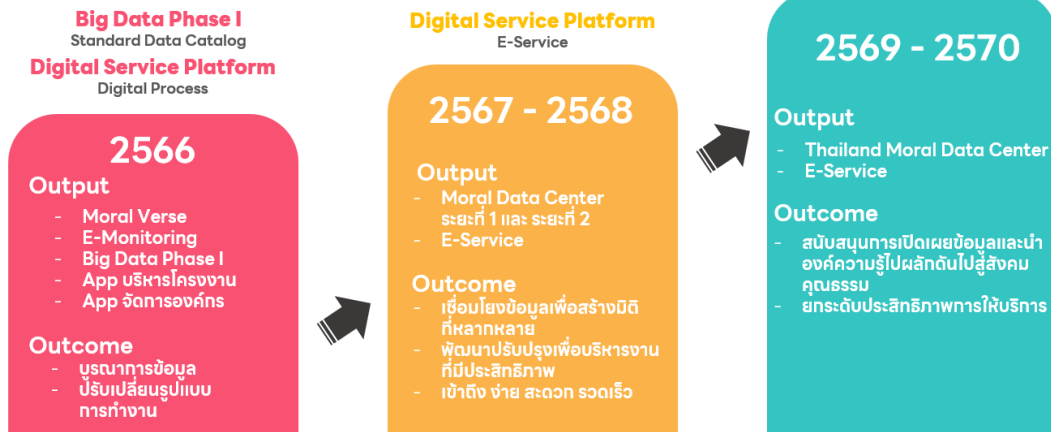 Big Data Phase I
Standard Data Catalog
Digital Service Platform
Digital Process
2566
Output
- Moral Verse
- E-Monitoring
- Big Data Phase I
- App บริหารโครงงาน
- App จัดการองค์กร
Outcome
- บูรณาการข้อมูล
- ปรับเปลี่ยนรูปแบบ
การทำงาน
Digital Service Platform
E-Service
2567 - 2568
Output
- Moral Data Center
ระยะที่ 1 และ ระยะที่ 2
- E-Service
Outcome
- เชื่อมโยงข้อมูลเพื่อสร้างมิติ
ที่หลากหลาย
- พัฒนาปรับปรุงเพื่อบริหารงาน
ที่มีประสิทธิภาพ
- เข้าถึง ง่าย สะดวก รวดเร็ว
2569 - 2570
Output
- Thailand Moral Data Center
- E-Service
Outcome
- สนับสนุนการเปิดเผยข้อมูลและนำ
องค์ความรู้ไปผลักดันไปสู่สังคม
คุณธรรม
- ยกระดับประสิทธิภาพการให้บริการ